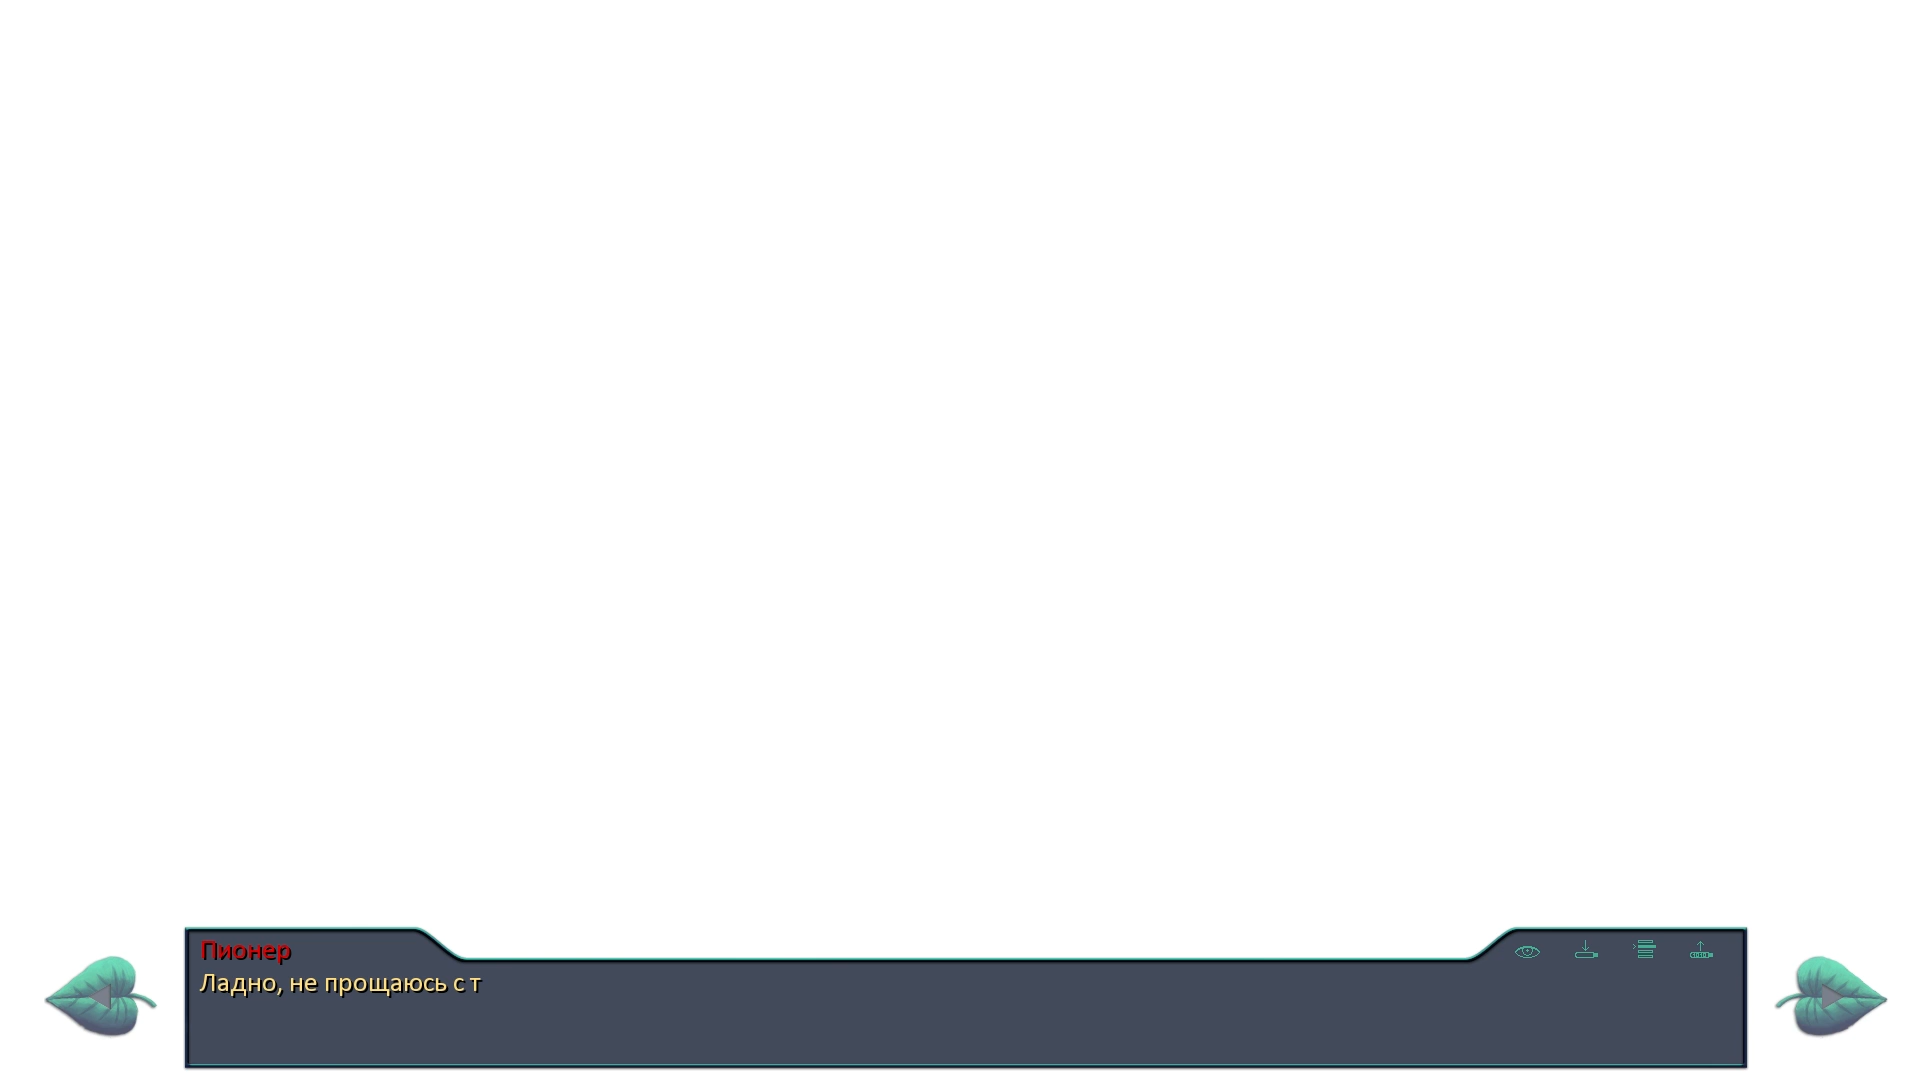 Пионер
Ладно, не прощаюсь с т